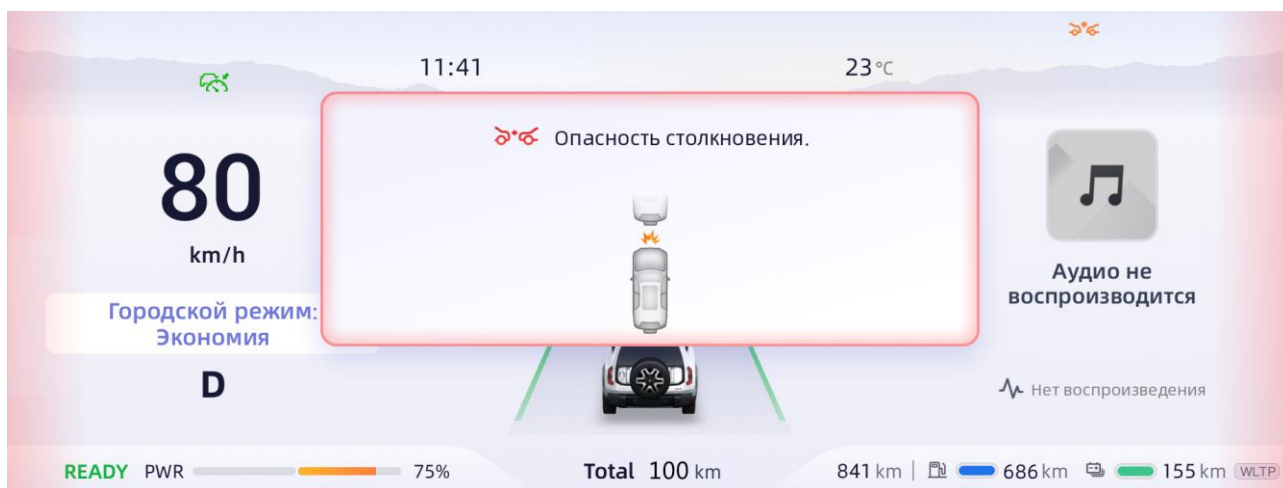 11:41
23 °C
Опасность столкновения.
80
km/h
Городской режим:
Экономия
D
Аудио не
воспроизводится
Нет воспроизведения
READY PWR 75% Total 100 km 841 km | 686 km 155 km WLTP